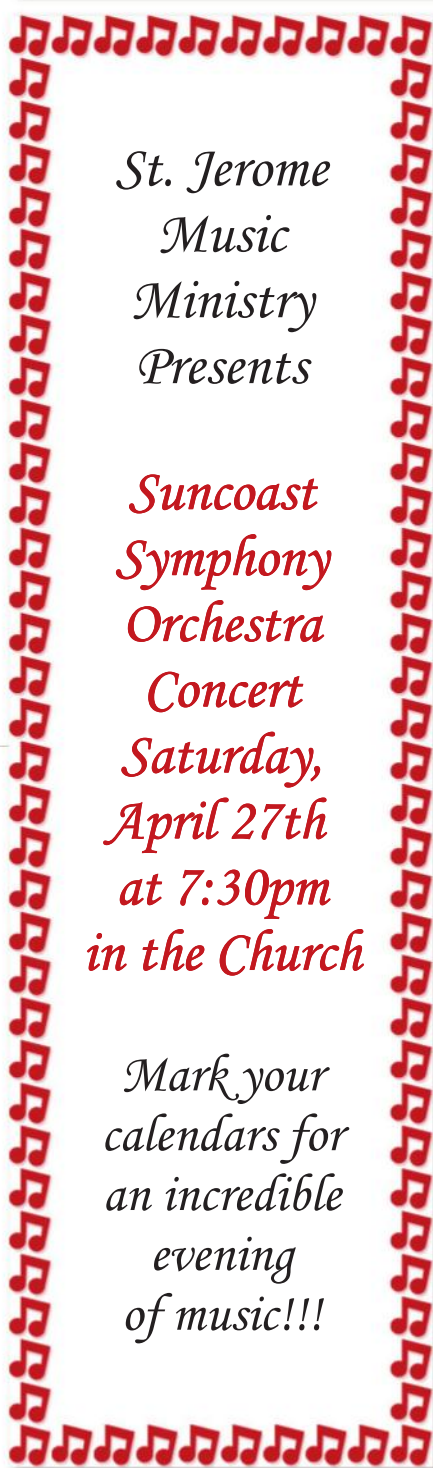 St. Jerome
Music
Ministry
Presents
Suncoast
Symphony
Orchestra
Concert
Saturday,
April 27th
at 7:30pm
in the Church
Mark your
calendars for
an incredible
evening
of music!!!